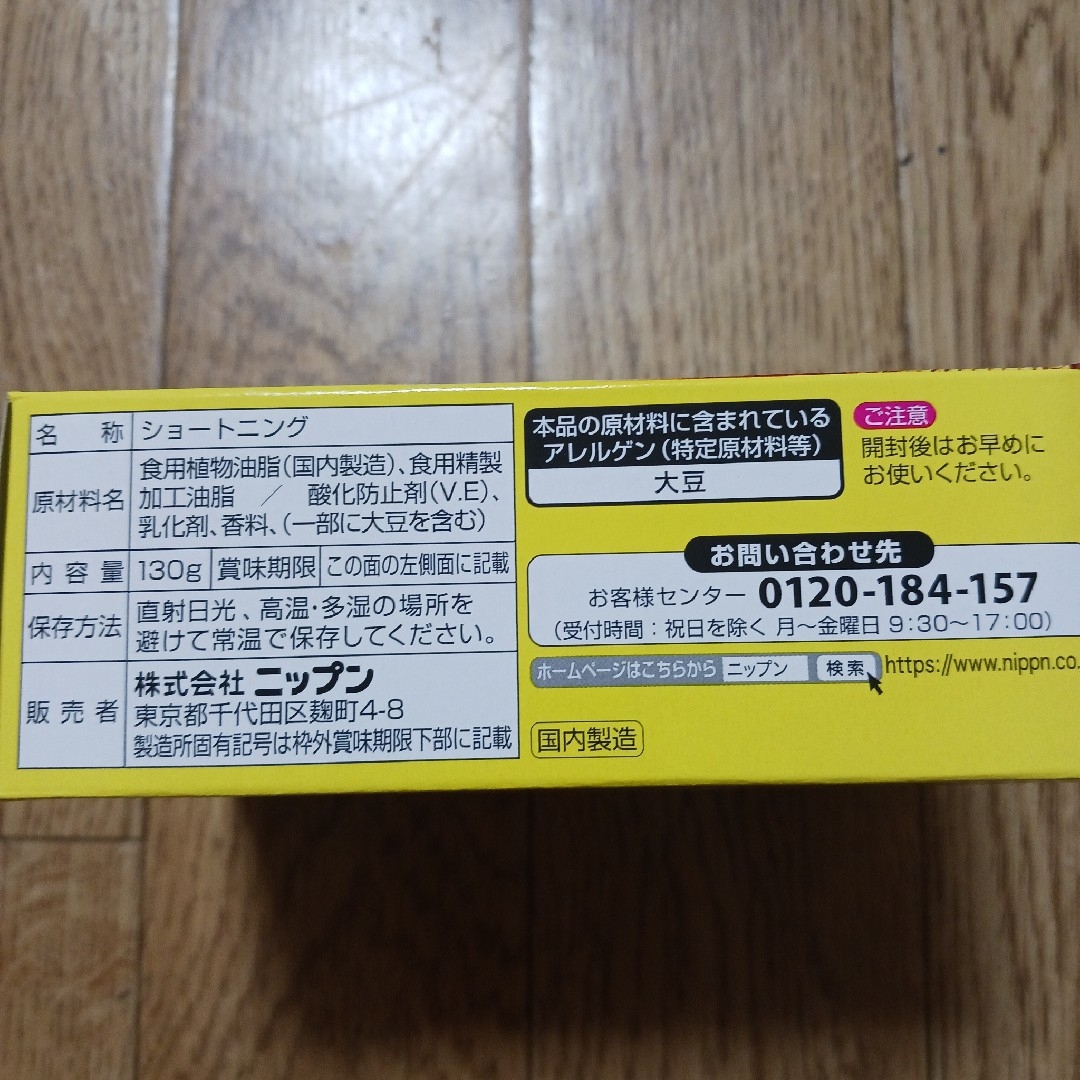 名 称 ショートニング
原材料名 食用植物油脂(国内製造)、食用精製
加工油脂 / 酸化防止剤(V.E)、
乳化剤、香料、(一部に大豆を含む)
内容量 130g 賞味期限 この面の左側面に記載
保存方法 直射日光、高温・多湿の場所を
避けて常温で保存してください。
販売者 株式会社 ニップン
東京都千代田区麹町4-8
製造所固有記号は枠外賞味期限下部に記載
本品の原材料に含まれている
アレルゲン(特定原材料等)
大豆
ご注意
開封後はお早めに
お使いください。
お問い合わせ先
お客様センター 0120-184-157
(受付時間:祝日を除く 月〜金曜日 9:30〜17:00)
ホームページはこちらから ニップン 検索 https://www.nippn.co.
国内製造